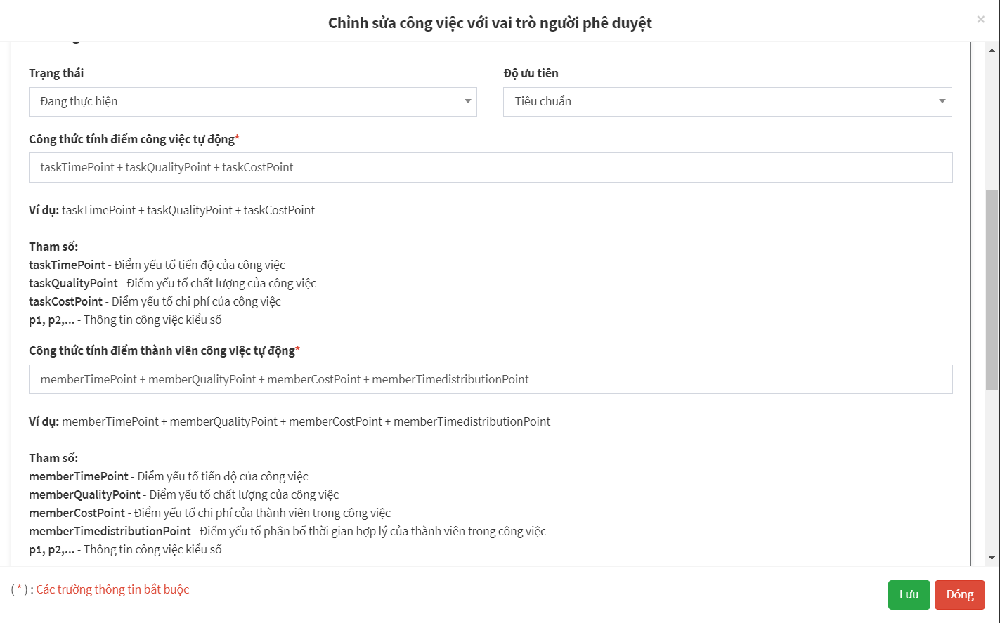 Chỉnh sửa công việc với vai trò người phê duyệt
×
Trạng thái
Độ ưu tiên
Đang thực hiện
Tiêu chuẩn
Công thức tính điểm công việc tự động*
taskTimePoint + taskQualityPoint + taskCostPoint
Ví dụ: taskTimePoint + taskQualityPoint + taskCostPoint
Tham số:
taskTimePoint - Điểm yếu tố tiến độ của công việc
taskQualityPoint - Điểm yếu tố chất lượng của công việc
taskCostPoint - Điểm yếu tố chi phí của công việc
p1, p2,... - Thông tin công việc kiểu số
Công thức tính điểm thành viên công việc tự động*
memberTimePoint + memberQualityPoint + memberCostPoint + memberTimedistributionPoint
Ví dụ: memberTimePoint + memberQualityPoint + memberCostPoint + memberTimedistributionPoint
Tham số:
memberTimePoint - Điểm yếu tố tiến độ của công việc
memberQualityPoint - Điểm yếu tố chất lượng của công việc
memberCostPoint - Điểm yếu tố chi phí của thành viên trong công việc
memberTimedistributionPoint - Điểm yếu tố phân bố thời gian hợp lý của thành viên trong công việc
p1, p2,... - Thông tin công việc kiểu số
( * ) : Các trường thông tin bắt buộc
Lưu
Đóng